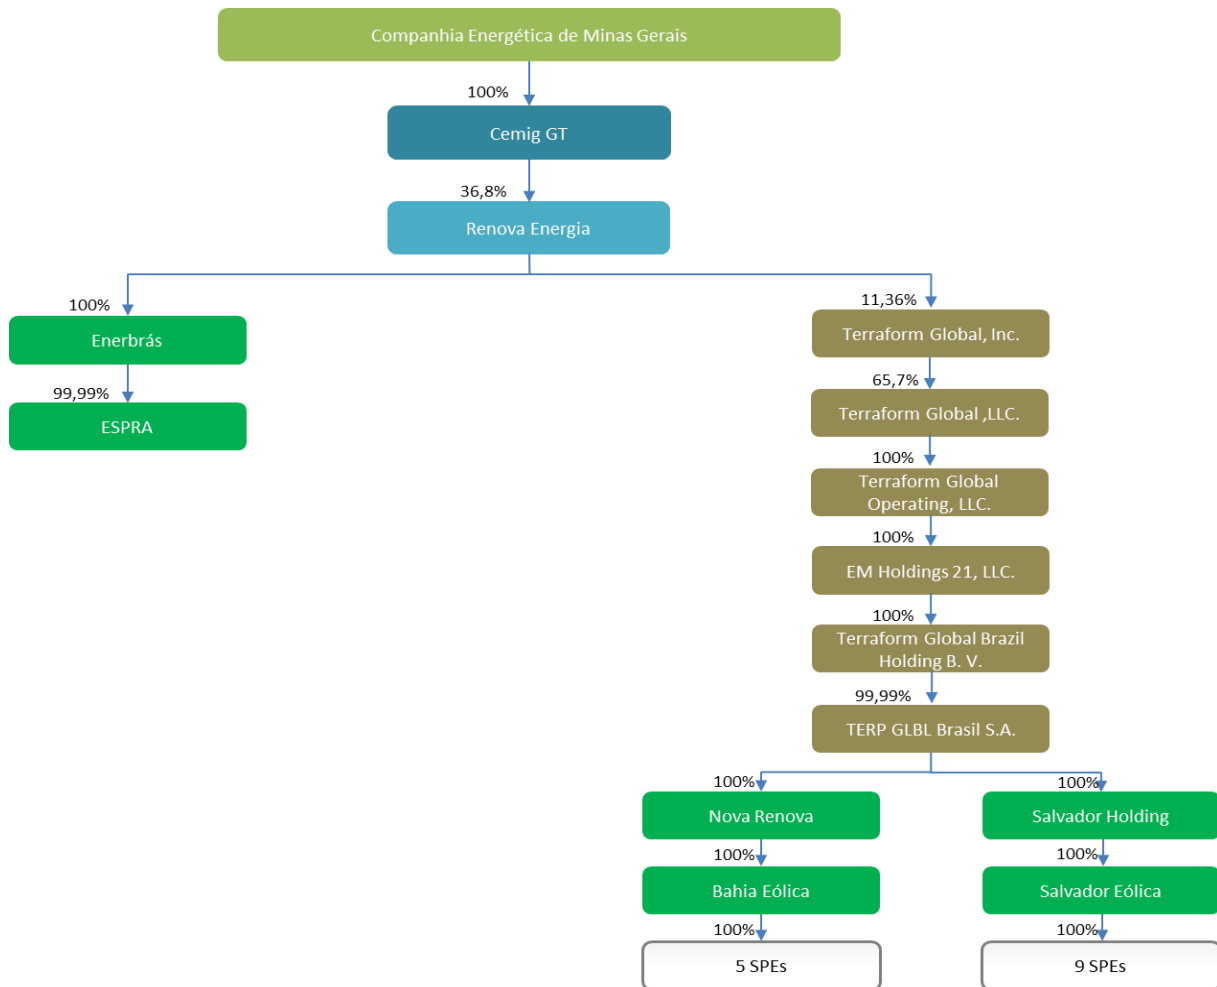 Companhia Energética de Minas Gerais
100%
Cemig GT
36,8%
Renova Energia
100%
11,36%
Enerbrás
Terraform Global, Inc.
99,99%
65,7%
ESPRA
Terraform Global ,LLC.
100%
Terraform Global
Operating, LLC.
100%
EM Holdings 21, LLC.
100%
Terraform Global Brazil
Holding B. V.
99,99%
TERP GLBL Brasil S.A.
100%
100%
Nova Renova
Salvador Holding
100%
100%
Bahia Eólica
Salvador Eólica
100%
100%
5 SPEs
9 SPEs